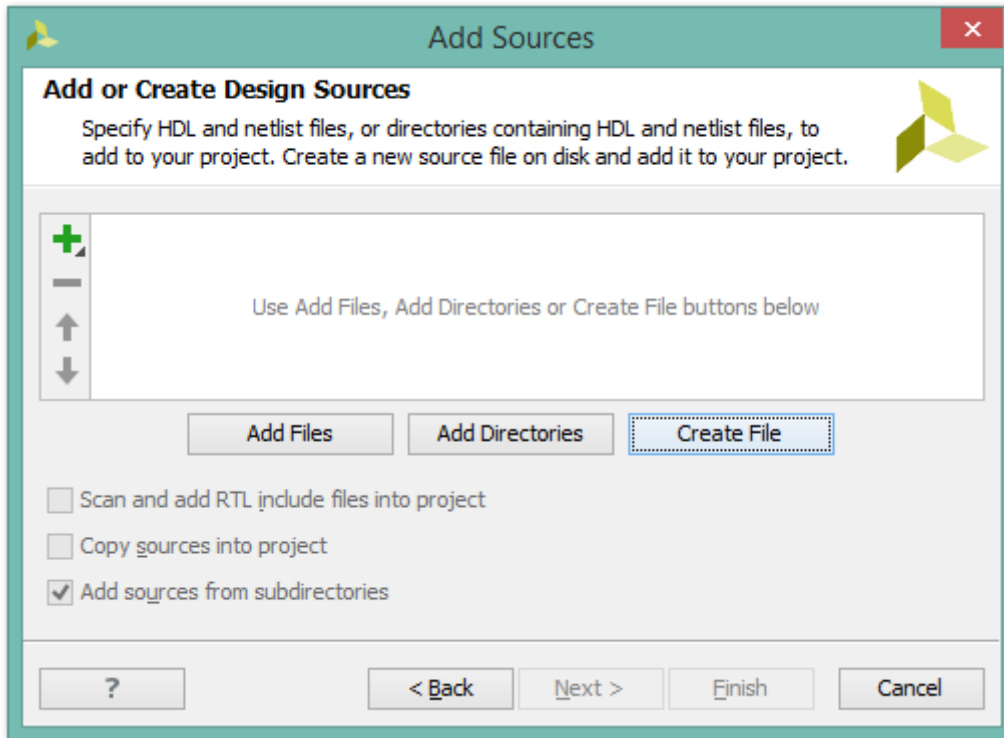 Add Sources
Add or Create Design Sources
Specify HDL and netlist files, or directories containing HDL and netlist files, to
add to your project. Create a new source file on disk and add it to your project.
Use Add Files, Add Directories or Create File buttons below
Add Files
Add Directories
Create File
Scan and add RTL include files into project
Copy sources into project
Add sources from subdirectories
?
< Back
Next >
Finish
Cancel